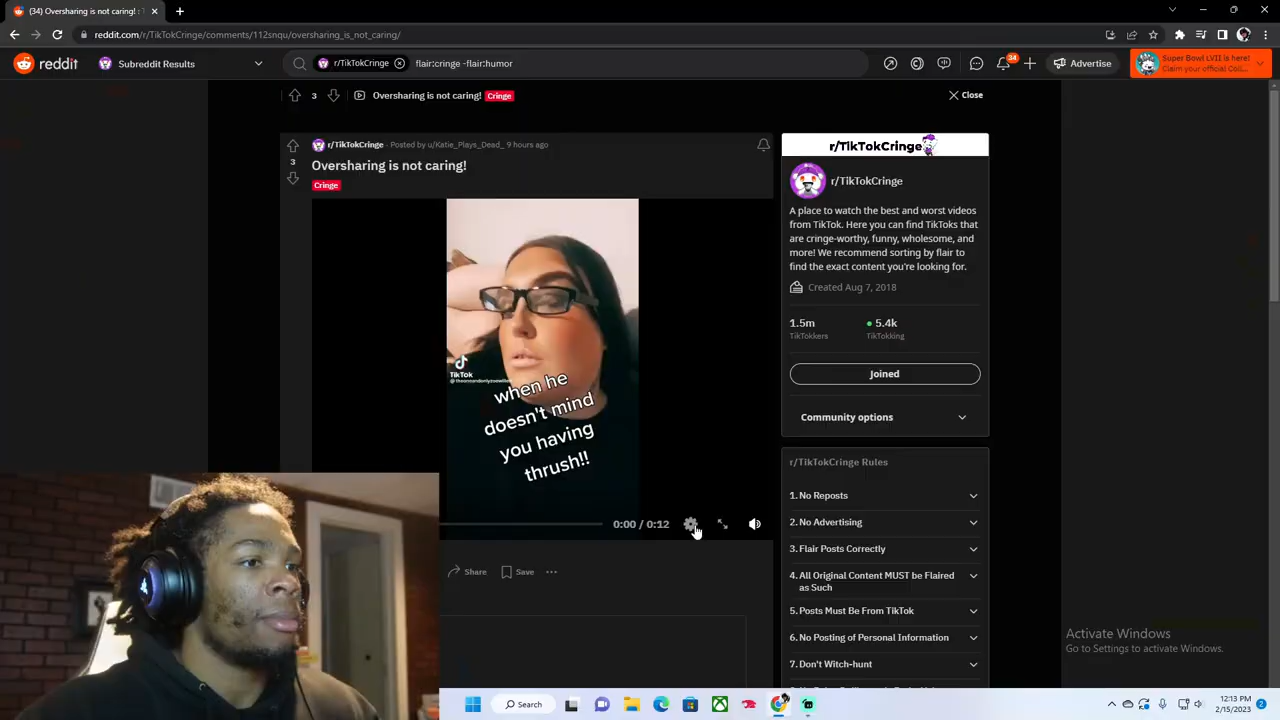 (34) Oversharing is not caring! : T
reddit.com/r/TikTokCringe/comments/112snqu/oversharing_is_not_caring/
reddit
Subreddit Results
r/TikTokCringe
flair:cringe -flair:humor
34
Advertise
Super Bowl LVII is here!
Claim your official Coll...
3
Oversharing is not caring!
Cringe
Close
r/TikTokCringe · Posted by u/Katie_Plays_Dead_ 9 hours ago
3
Oversharing is not caring!
Cringe
TikTok
when he
doesn't mind
you having
thrush!!
0:00 / 0:12
Share
Save
r/TikTokCringe
r/TikTokCringe
A place to watch the best and worst videos
from TikTok. Here you can find TikToks that
are cringe-worthy, funny, wholesome, and
more! We recommend sorting by flair to
find the exact content you're looking for.
Created Aug 7, 2018
1.5m
5.4k
TikTokkers
TikTokking
Joined
Community options
r/TikTokCringe Rules
1. No Reposts
2. No Advertising
3. Flair Posts Correctly
4. All Original Content MUST be Flaired
as Such
5. Posts Must Be From TikTok
6. No Posting of Personal Information
7. Don't Witch-hunt
Activate Windows
Go to Settings to activate Windows.
Search
12:13 PM
2/15/2023
2